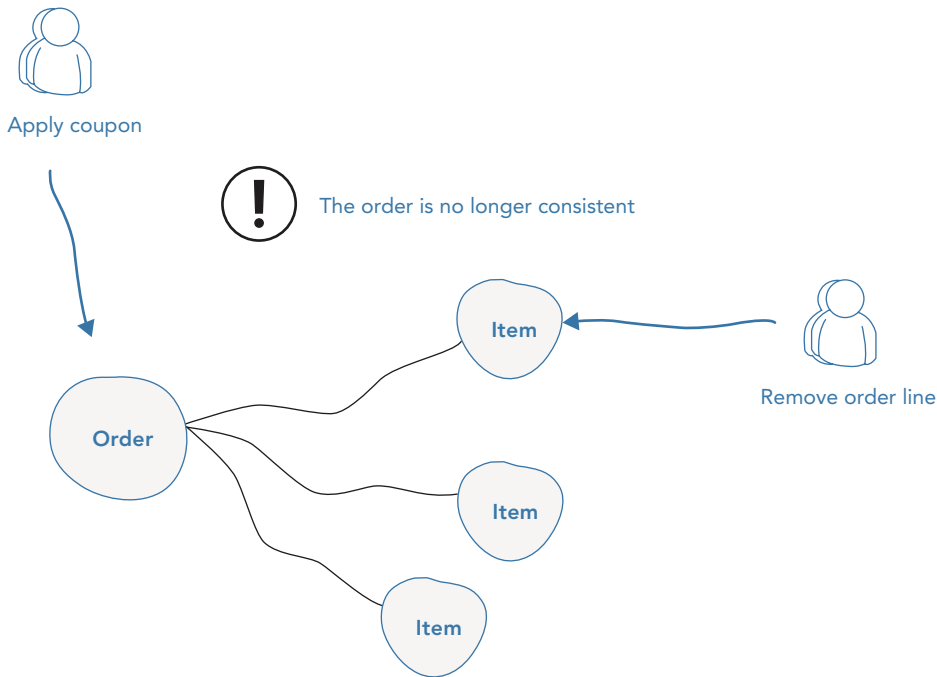 Apply coupon
!
The order is no longer consistent
Item
Remove order line
Order
Item
Item